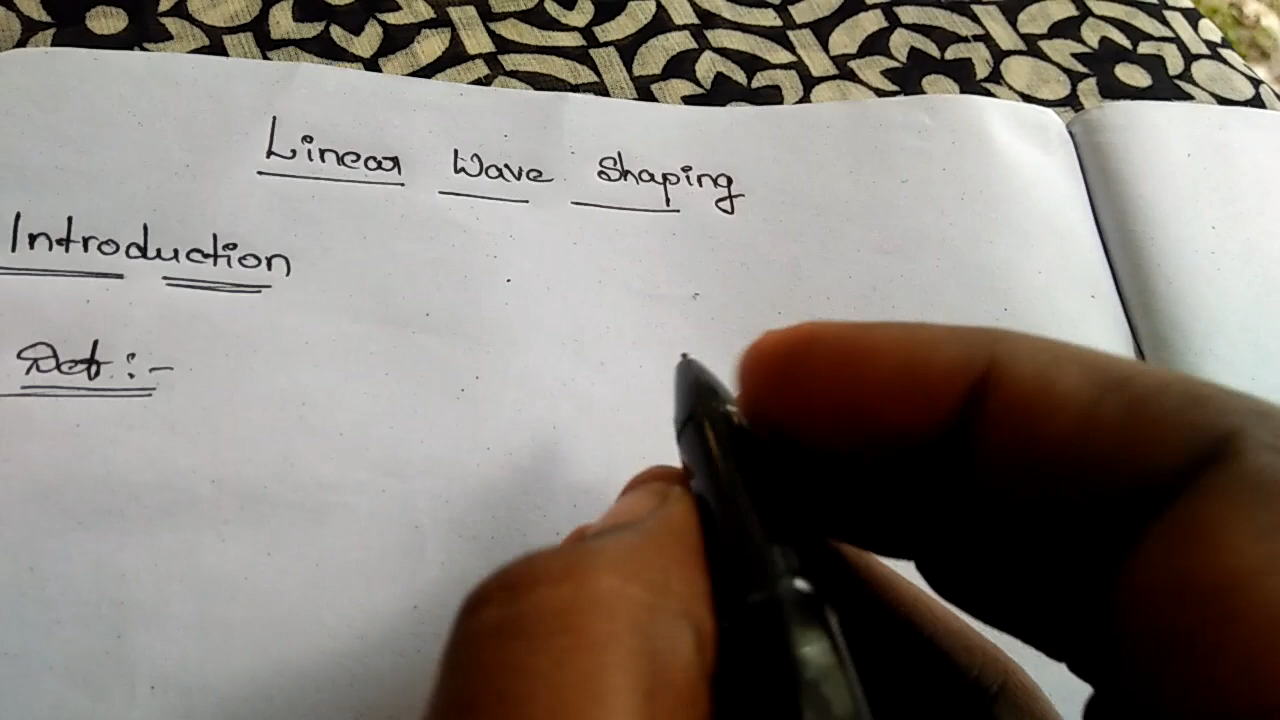 Linear Wave Shaping
Introduction
Def :-